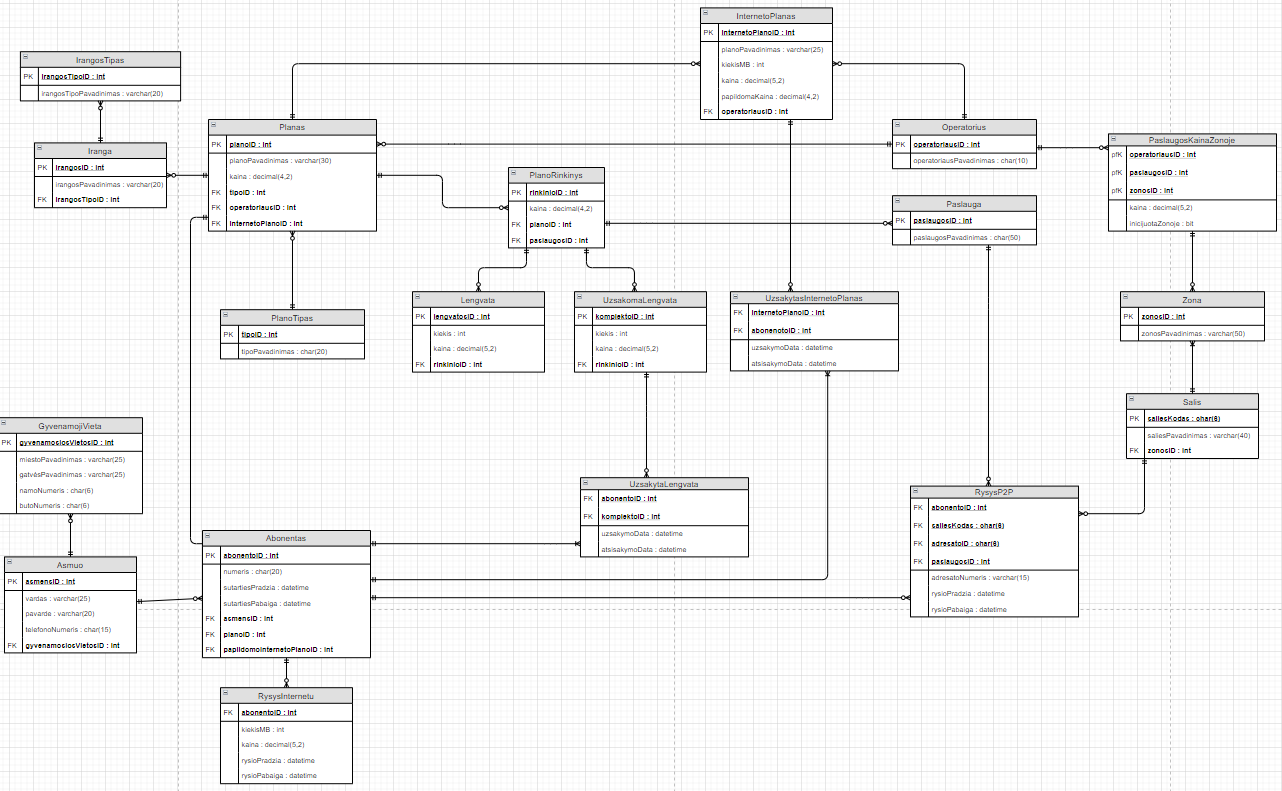 InternetoPlanas
PK internetoPlanoID : int
planoPavadinimas : varchar(25)
kiekisMB : int
kaina : decimal(5,2)
papildomaKaina : decimal(4,2)
FK operatoriausID : int
IrangosTipas
PK irangosTipoID : int
irangosTipoPavadinimas : varchar(20)
Iranga
PK irangosID : int
irangosPavadinimas : varchar(20)
FK irangosTipoID : int
Planas
PK planoID : int
planoPavadinimas : varchar(30)
kaina : decimal(4,2)
FK tipoID : int
FK operatoriausID : int
FK internetoPlanoID : int
Operatorius
PK operatoriausID : int
operatoriausPavadinimas : char(10)
PaslaugosKainaZonoje
pfK operatoriausID : int
pfK paslaugosID : int
pfK zonosID : int
kaina : decimal(5,2)
inicijuotaZonoje : bit
PlanoRinkinys
PK rinkinioID : int
kaina : decimal(4,2)
FK planoID : int
FK paslaugosID : int
Paslauga
PK paslaugosID : int
paslaugosPavadinimas : char(50)
PlanoTipas
PK tipoID : int
tipoPavadinimas : char(20)
Lengvata
PK lengvatosID : int
kiekis : int
kaina : decimal(5,2)
FK rinkinioID : int
UzsakomaLengvata
PK komplektoID : int
kiekis : int
kaina : decimal(5,2)
FK rinkinioID : int
UzsakytasInternetoPlanas
FK internetoPlanoID : int
FK abonenotoID : int
uzsakymoData : datetime
atsisakymoData : datetime
Zona
PK zonosID : int
zonosPavadinimas : varchar(50)
Salis
PK saliesKodas : char(6)
saliesPavadinimas : varchar(40)
FK zonosID : int
GyvenamojiVieta
PK gyvenamosiosVietosID : int
miestoPavadinimas : varchar(25)
gatvėsPavadinimas : varchar(25)
namoNumeris : char(6)
butoNumeris : char(6)
UzsakytaLengvata
FK abonentoID : int
FK komplektoID : int
uzsakymoData : datetime
atsisakymoData : datetime
RysysP2P
FK abonentoID : int
FK saliesKodas : char(6)
FK adresatoID : char(6)
FK paslaugosID : int
adresatoNumeris : varchar(15)
rysioPradzia : datetime
rysioPabaiga : datetime
Asmuo
PK asmensID : int
vardas : varchar(25)
pavarde : varchar(20)
telefonoNumeris : char(15)
FK gyvenamosiosVietosID : int
Abonentas
PK abonentoID : int
numeris : char(20)
sutartiesPradzia : datetime
sutartiesPabaiga : datetime
FK asmensID : int
FK planoID : int
FK papildomoInternetoPlanoID : int
RysysInternetu
FK abonentoID : int
kiekisMB : int
kaina : decimal(5,2)
rysioPradzia : datetime
rysioPabaiga : datetime